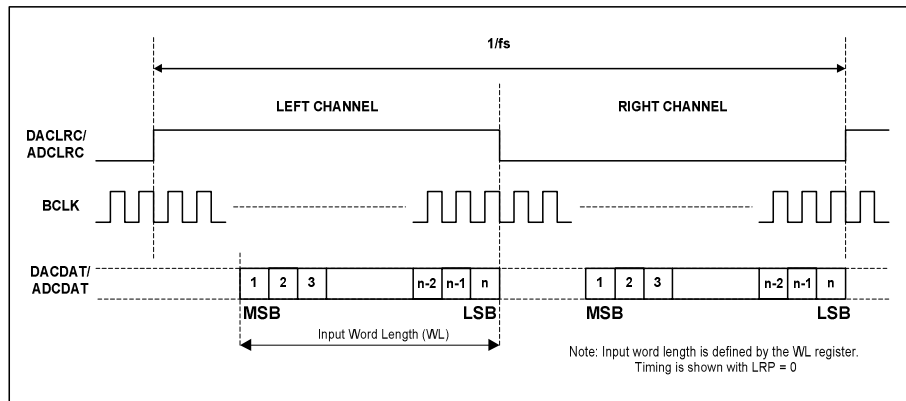 1/fs
LEFT CHANNEL
RIGHT CHANNEL
DACLRC/
ADCLRC
BCLK
DACDAT/
ADCDAT
1 2 3 n-2 n-1 n 1 2 3 n-2 n-1 n
MSB LSB MSB LSB
Input Word Length (WL)
Note: Input word length is defined by the WL register.
Timing is shown with LRP = 0